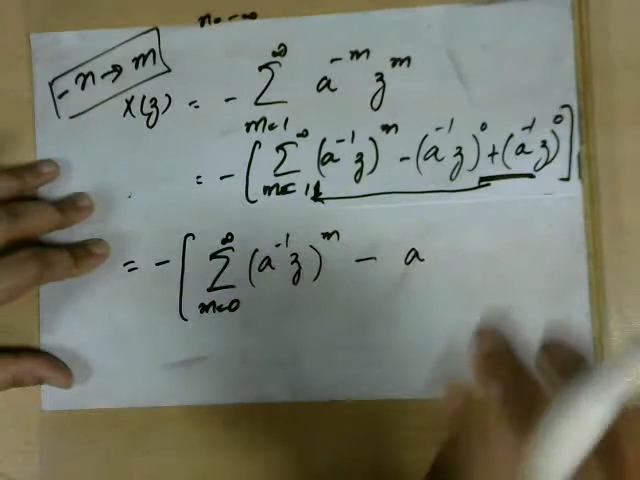 n = -∞
-n → m
X(z) = - ∑_{m=1}^{∞} a^{-m} z^{m}
= - [ ∑_{m=1}^{∞} (a^{-1} z)^{m} - (a^{-1} z)^{0} + (a^{-1} z)^{0} ]
= - [ ∑_{m=0}^{∞} (a^{-1} z)^{m} - a